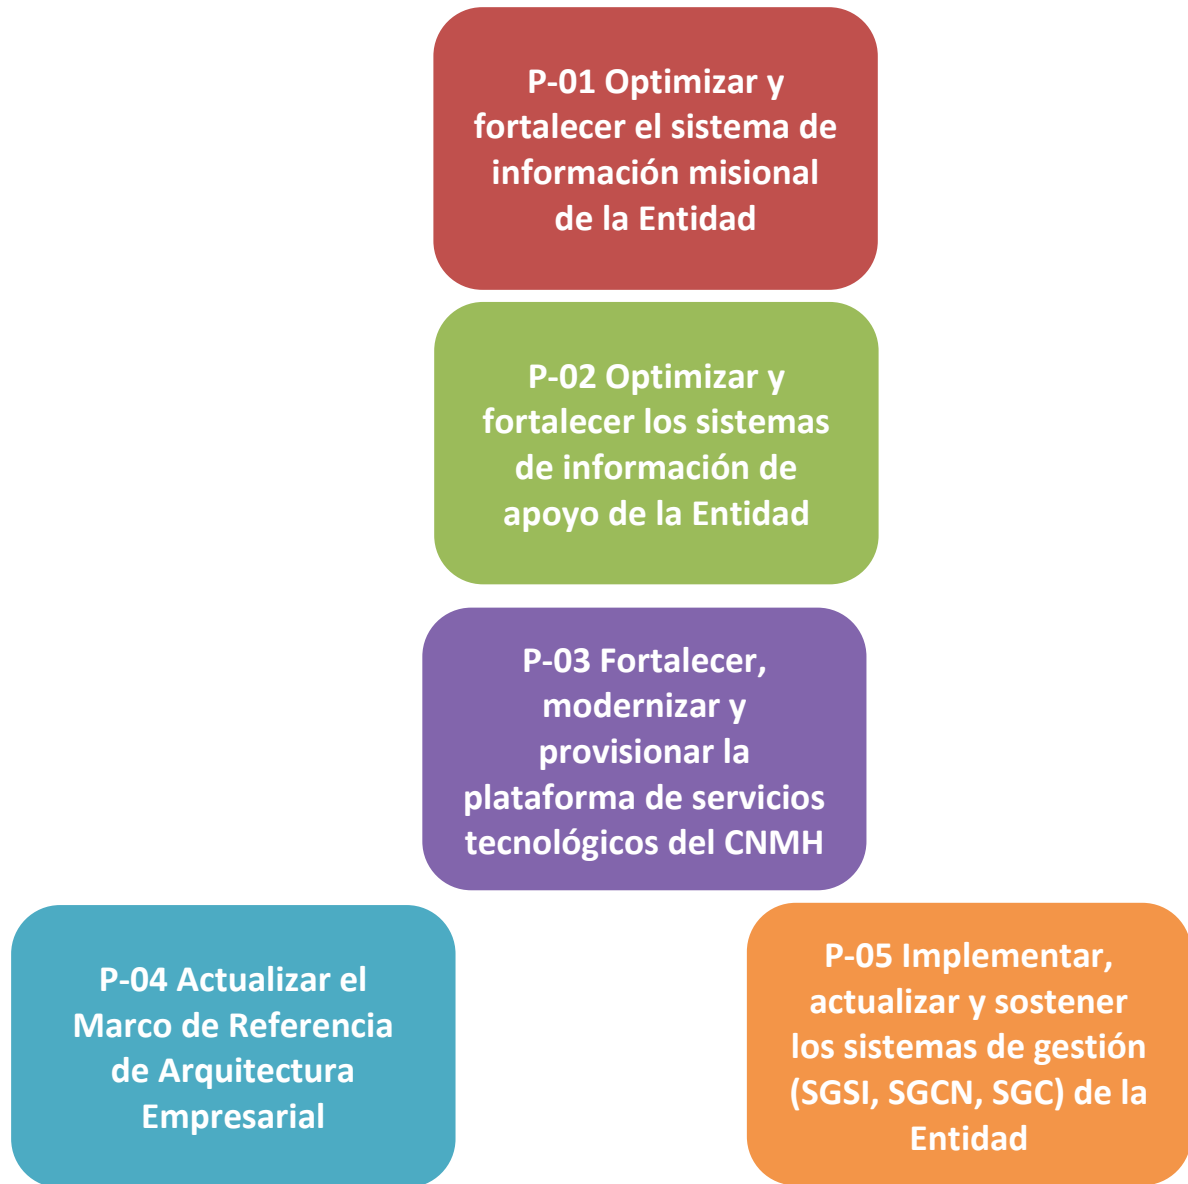 P-01 Optimizar y
fortalecer el sistema de
información misional
de la Entidad
P-02 Optimizar y
fortalecer los sistemas
de información de
apoyo de la Entidad
P-03 Fortalecer,
modernizar y
provisionar la
plataforma de servicios
tecnológicos del CNMH
P-04 Actualizar el
Marco de Referencia
de Arquitectura
Empresarial
P-05 Implementar,
actualizar y sostener
los sistemas de gestión
(SGSI, SGCN, SGC) de la
Entidad